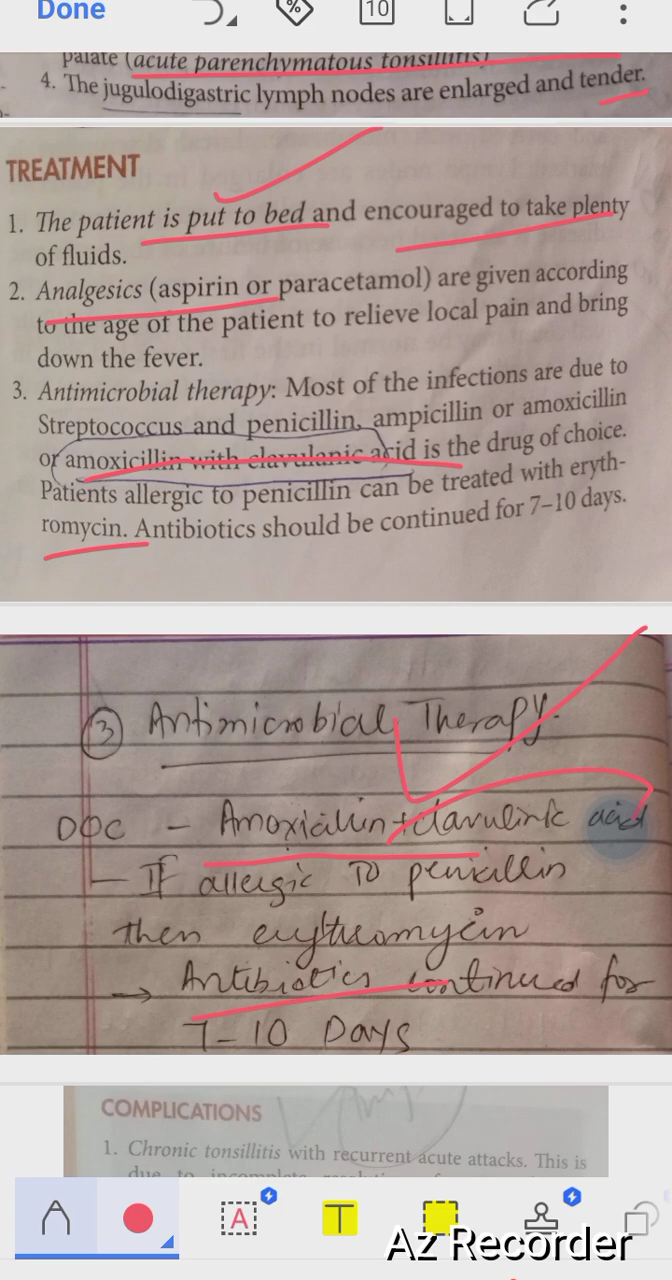 Done
10
palate (acute parenchymatous tonsillitis)
4. The jugulodigastric lymph nodes are enlarged and tender.
TREATMENT
1. The patient is put to bed and encouraged to take plenty
of fluids.
2. Analgesics (aspirin or paracetamol) are given according
to the age of the patient to relieve local pain and bring
down the fever.
3. Antimicrobial therapy: Most of the infections are due to
Streptococcus and penicillin, ampicillin or amoxicillin
or amoxicillin with clavulanic acid is the drug of choice.
Patients allergic to penicillin can be treated with eryth-
romycin. Antibiotics should be continued for 7–10 days.
③ Antimicrobial Therapy.
DOC – Amoxicillin + clavulinic acid
– If allergic to penicillin
then erythromycin
→ Antibiotics continued for
7–10 Days
COMPLICATIONS
1. Chronic tonsillitis with recurrent acute attacks. This is
due to
A
T
Az Recorder